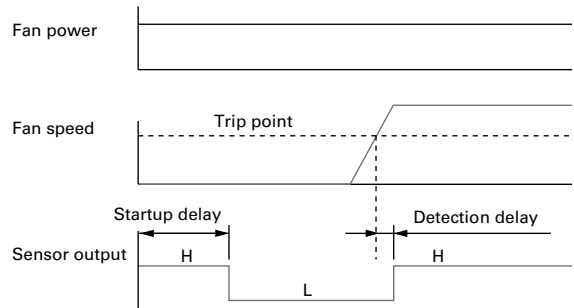 Fan power
Fan speed
Trip point
Startup delay
Detection delay
Sensor output
H
L
H